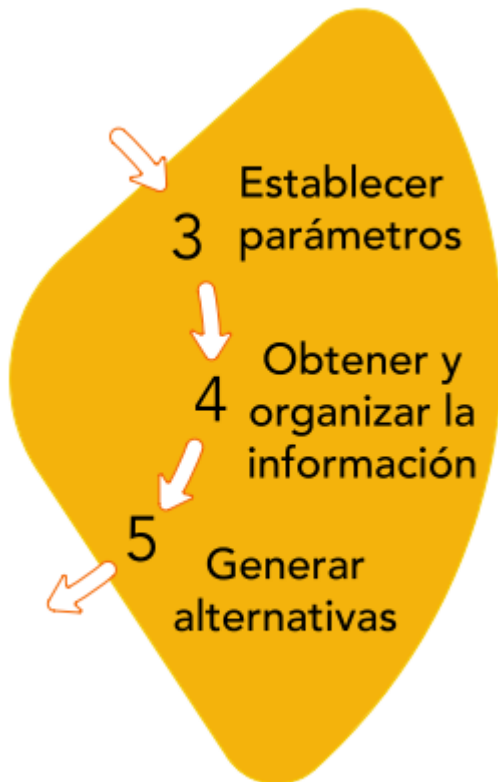 3
Establecer
parámetros
4
Obtener y
organizar la
información
5
Generar
alternativas